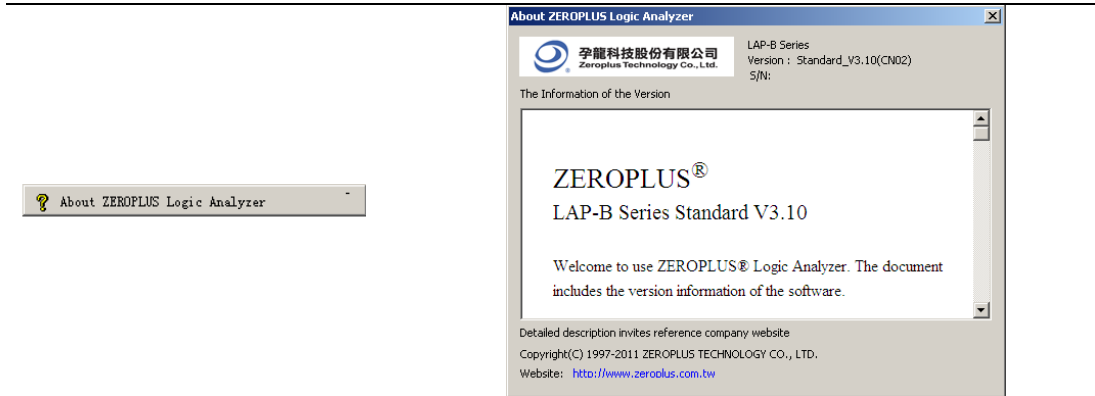 About ZEROPLUS Logic Analyzer
About ZEROPLUS Logic Analyzer
孕龍科技股份有限公司
Zeroplus Technology Co., Ltd.
LAP-B Series
Version : Standard_V3.10(CN02)
S/N:
The Information of the Version
ZEROPLUS®
LAP-B Series Standard V3.10
Welcome to use ZEROPLUS® Logic Analyzer. The document
includes the version information of the software.
Detailed description invites reference company website
Copyright(C) 1997-2011 ZEROPLUS TECHNOLOGY CO., LTD.
Website: http://www.zeroplus.com.tw